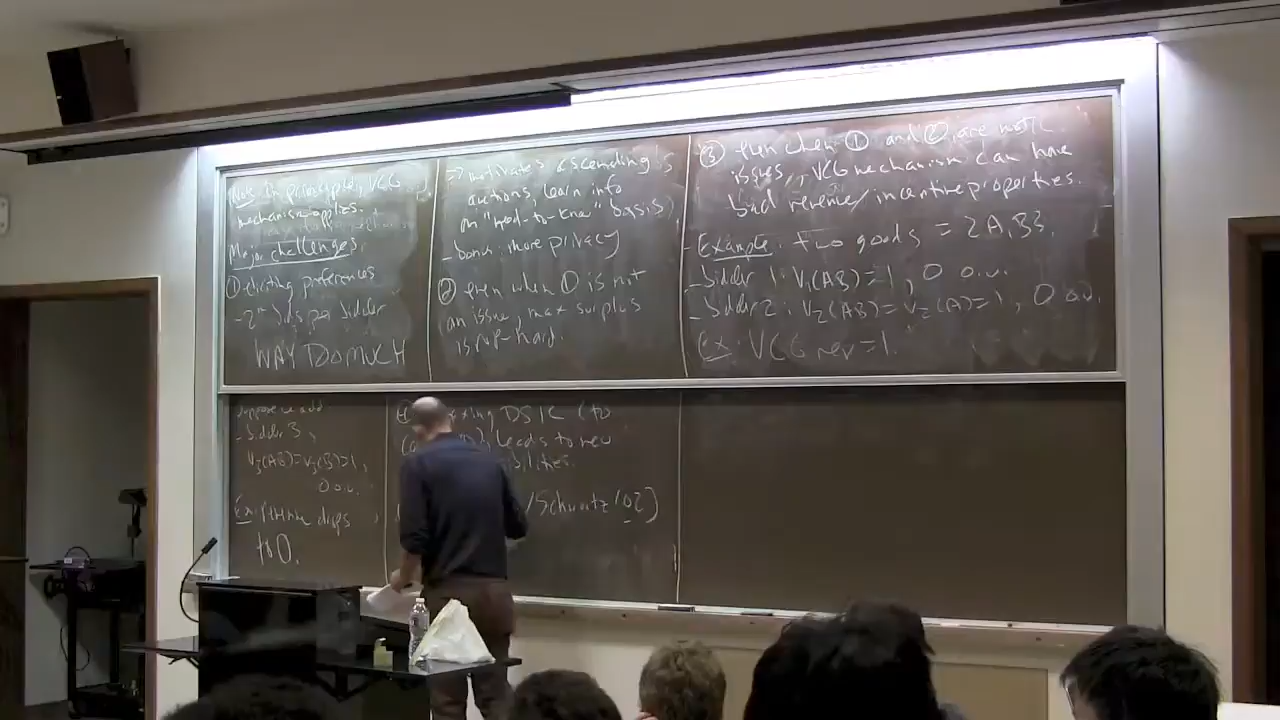 Note: in principle, VCG
mechanism applies.
Major challenges.
① eliciting preferences
- 2^m bids per bidder
WAY TOO MUCH
=> motivates ascending
auctions, learn info
on "need-to-know" basis)
- bonus: more privacy
② even when ① is not
an issue, max surplus
is NP-hard.
③ even when ① and ② are not
issues, VCG mechanism can have
bad revenue/incentive properties.
- Example: two goods = {A,B}.
- bidder 1: v₁(AB)=1, 0 o.w.
- bidder 2: v₂(AB)=v₂(A)=1, 0 o.w.
Ex: VCG rev = 1.
Suppose we add
- bidder 3,
v₃(AB)=v₃(B)=1,
0 o.w.
Ex: revenue drops
to 0.
DSIC (to
leads to new
/Schwartz '02]